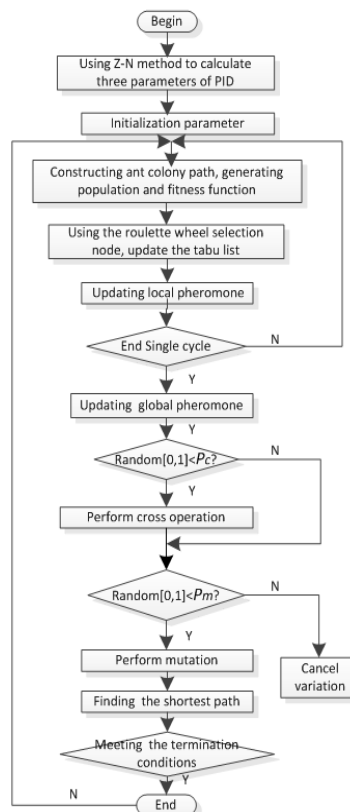 Begin
Using Z-N method to calculate
three parameters of PID
Initialization parameter
Constructing ant colony path, generating
population and fitness function
Using the roulette wheel selection
node, update the tabu list
Updating local pheromone
End Single cycle
N
Y
Updating global pheromone
Y
Random[0,1]<Pc?
N
Y
Perform cross operation
Random[0,1]<Pm?
N
Y
Perform mutation
Cancel
variation
Finding the shortest path
Meeting the termination
conditions
Y
N
End